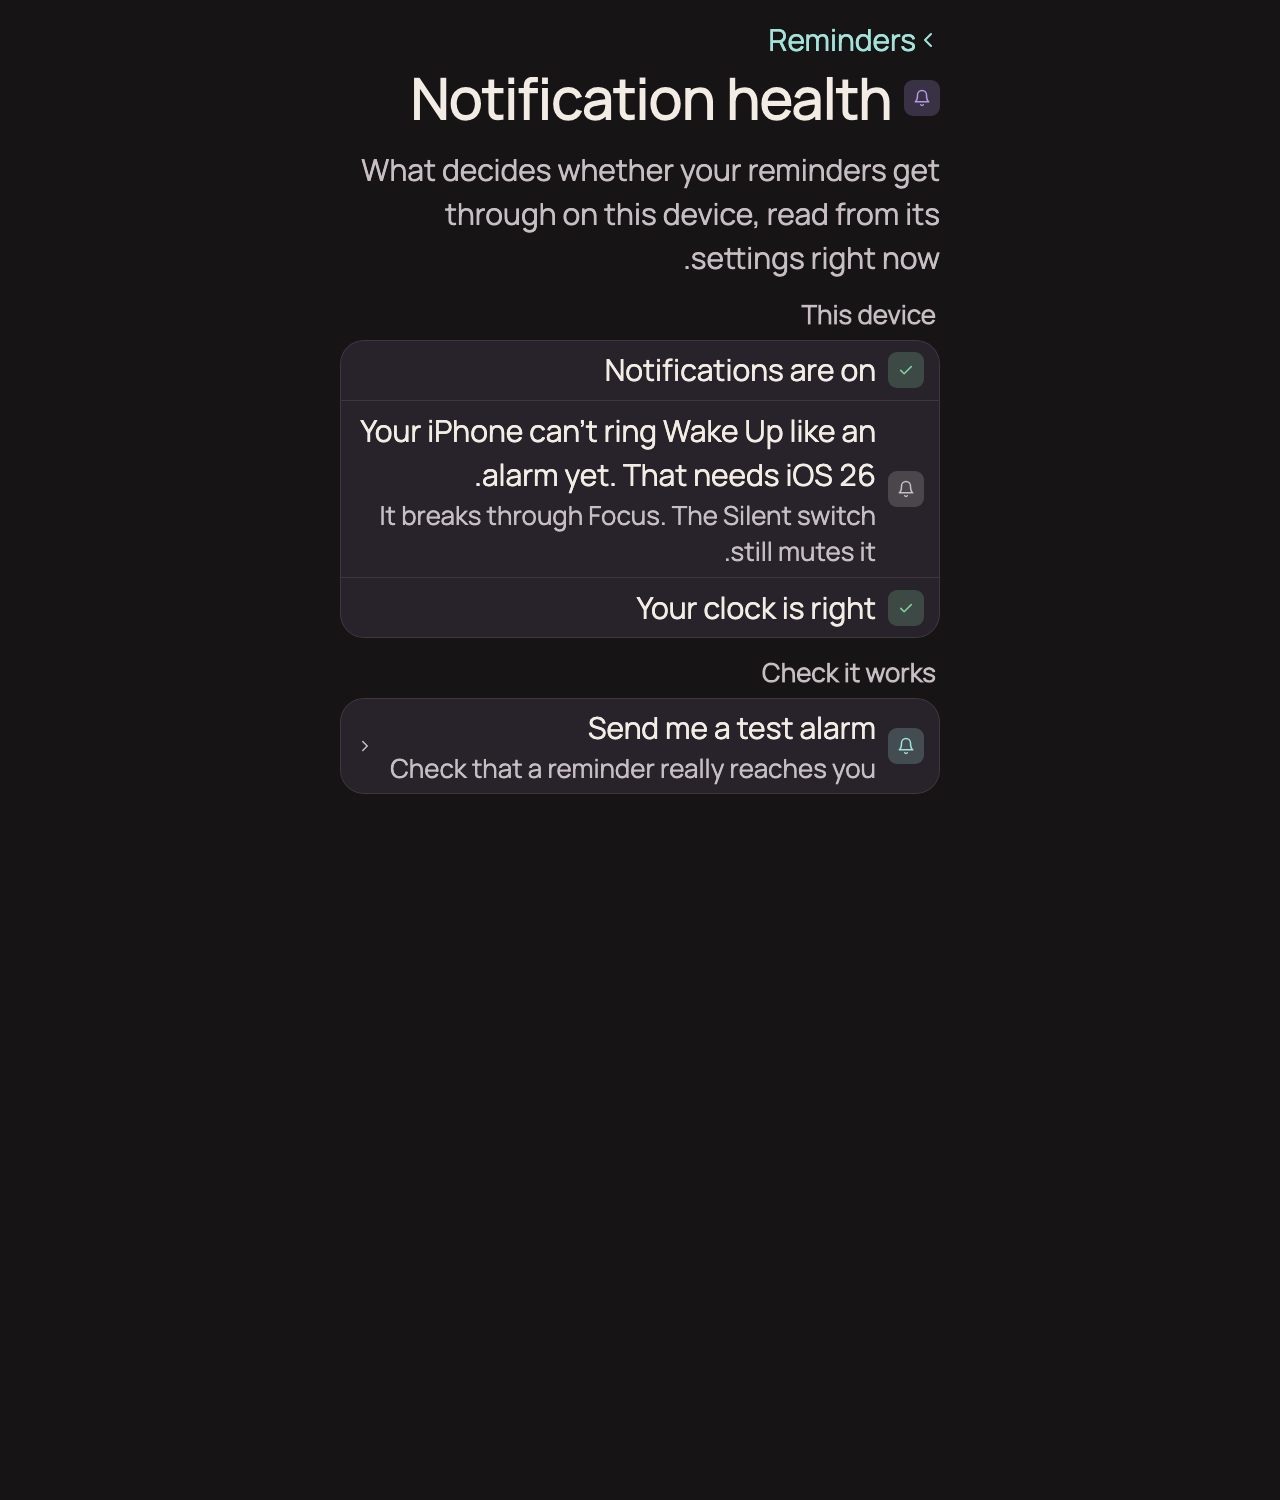 Reminders
Notification health
What decides whether your reminders get
through on this device, read from its
.settings right now
This device
Notifications are on
Your iPhone can’t ring Wake Up like an
.alarm yet. That needs iOS 26
It breaks through Focus. The Silent switch
.still mutes it
Your clock is right
Check it works
Send me a test alarm
Check that a reminder really reaches you